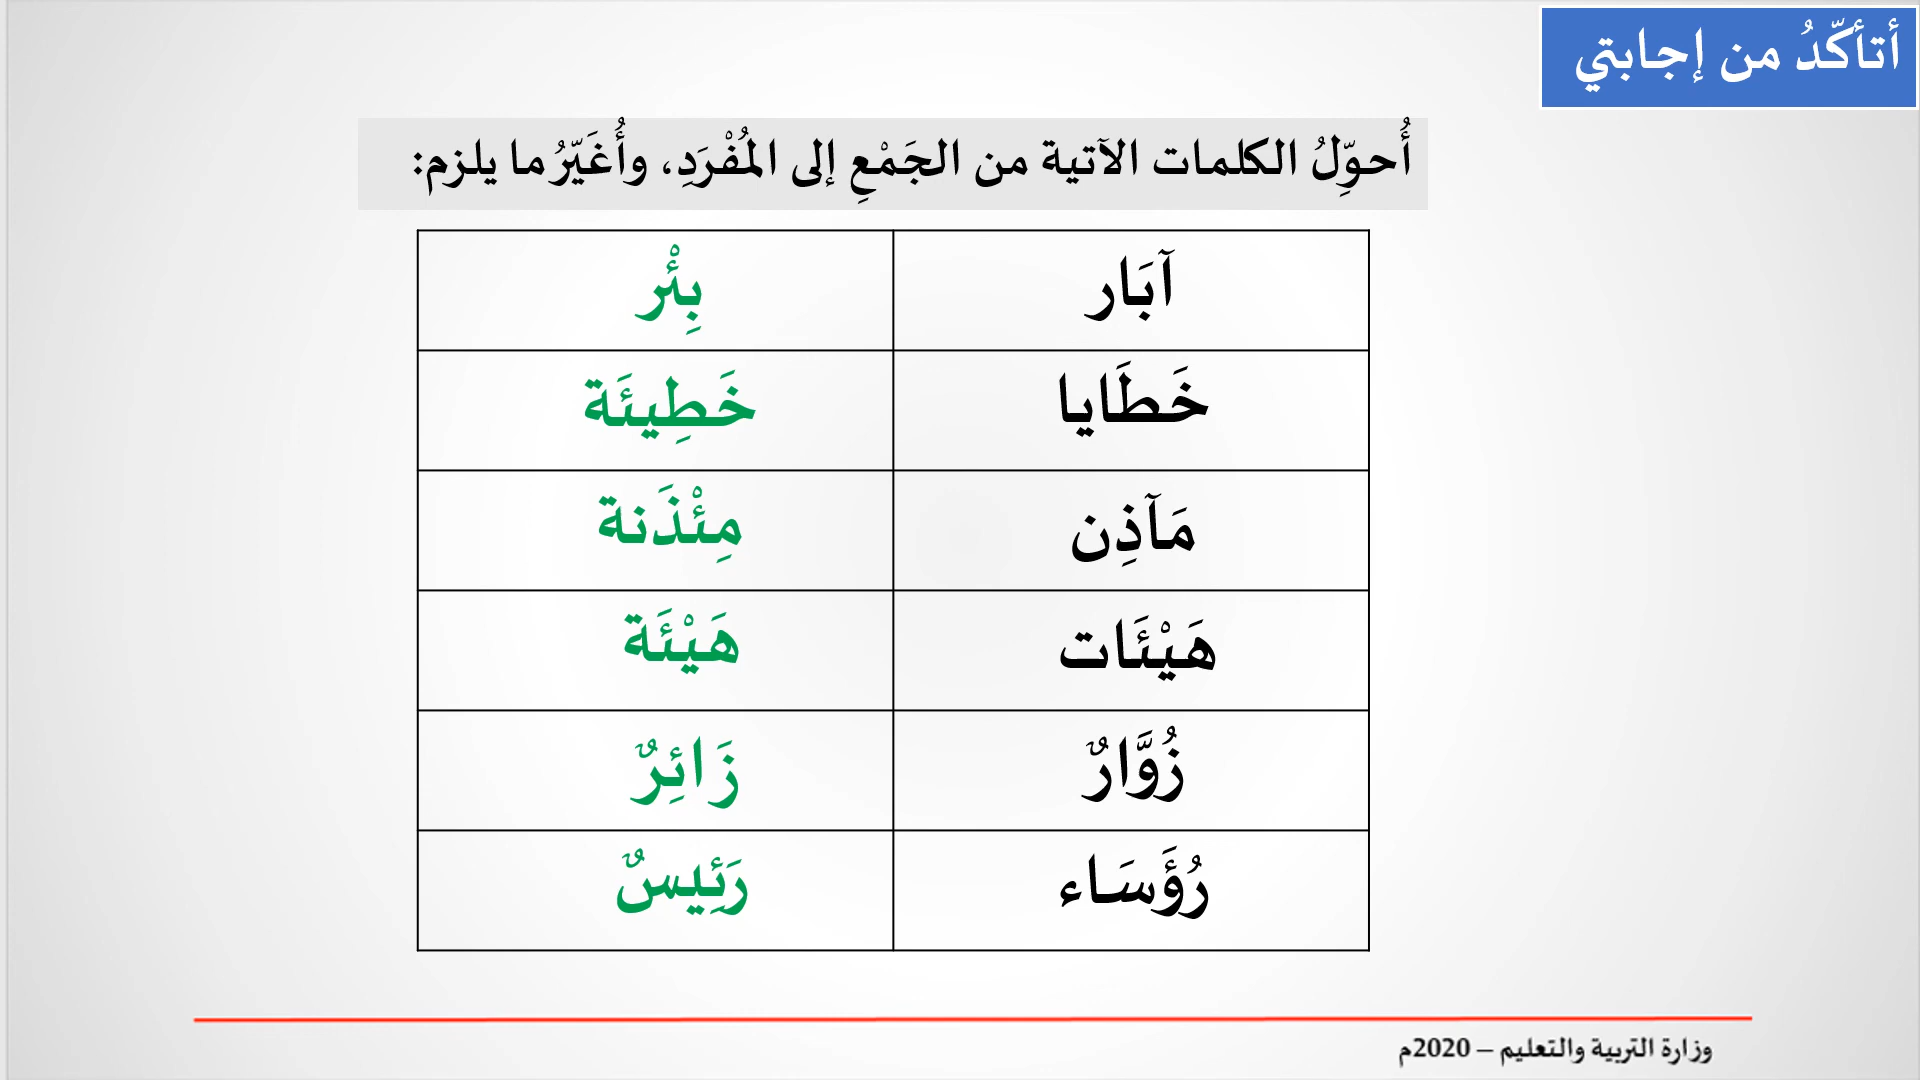 أتأكّدُ من إجابتي
أُحوِّلُ الكلمات الآتية من الجَمْعِ إلى المُفْرَدِ، وأُغَيّرُ ما يلزم:
آبَار بِئْر
خَطَايا خَطِيئَة
مَآذِن مِئْذَنة
هَيْئَات هَيْئَة
زُوَّارٌ زَائِرٌ
رُؤَسَاء رَئِيسٌ
وزارة التربية والتعليم – 2020م